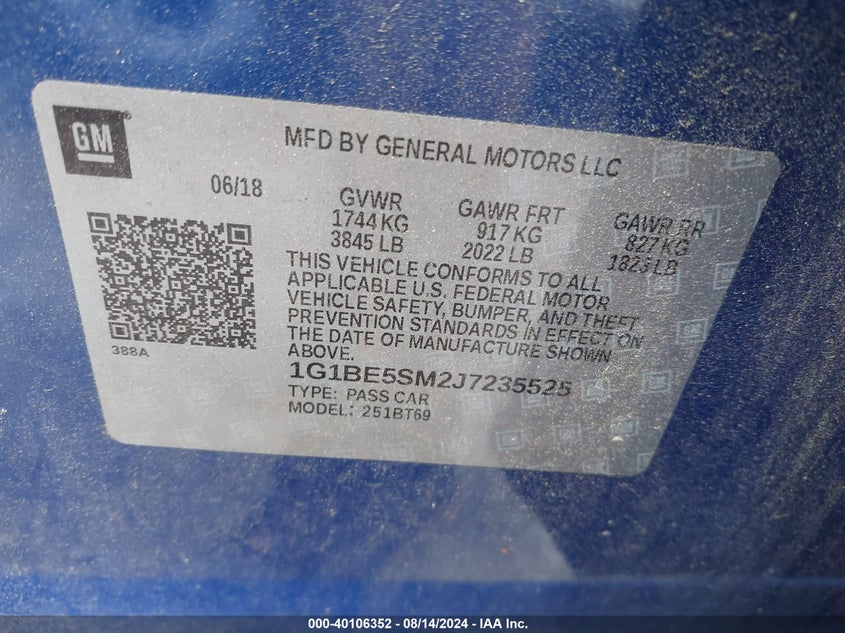 GM
MFD BY GENERAL MOTORS LLC
06/18
GVWR
1744 KG
3845 LB
GAWR FRT
917 KG
2022 LB
GAWR RR
827 KG
1823 LB
THIS VEHICLE CONFORMS TO ALL
APPLICABLE U.S. FEDERAL MOTOR
VEHICLE SAFETY, BUMPER, AND THEFT
PREVENTION STANDARDS IN EFFECT ON
THE DATE OF MANUFACTURE SHOWN
ABOVE.
388A
1G1BE5SM2J7235525
TYPE: PASS CAR
MODEL: 251BT69
000-40106352 - 08/14/2024 - IAA Inc.